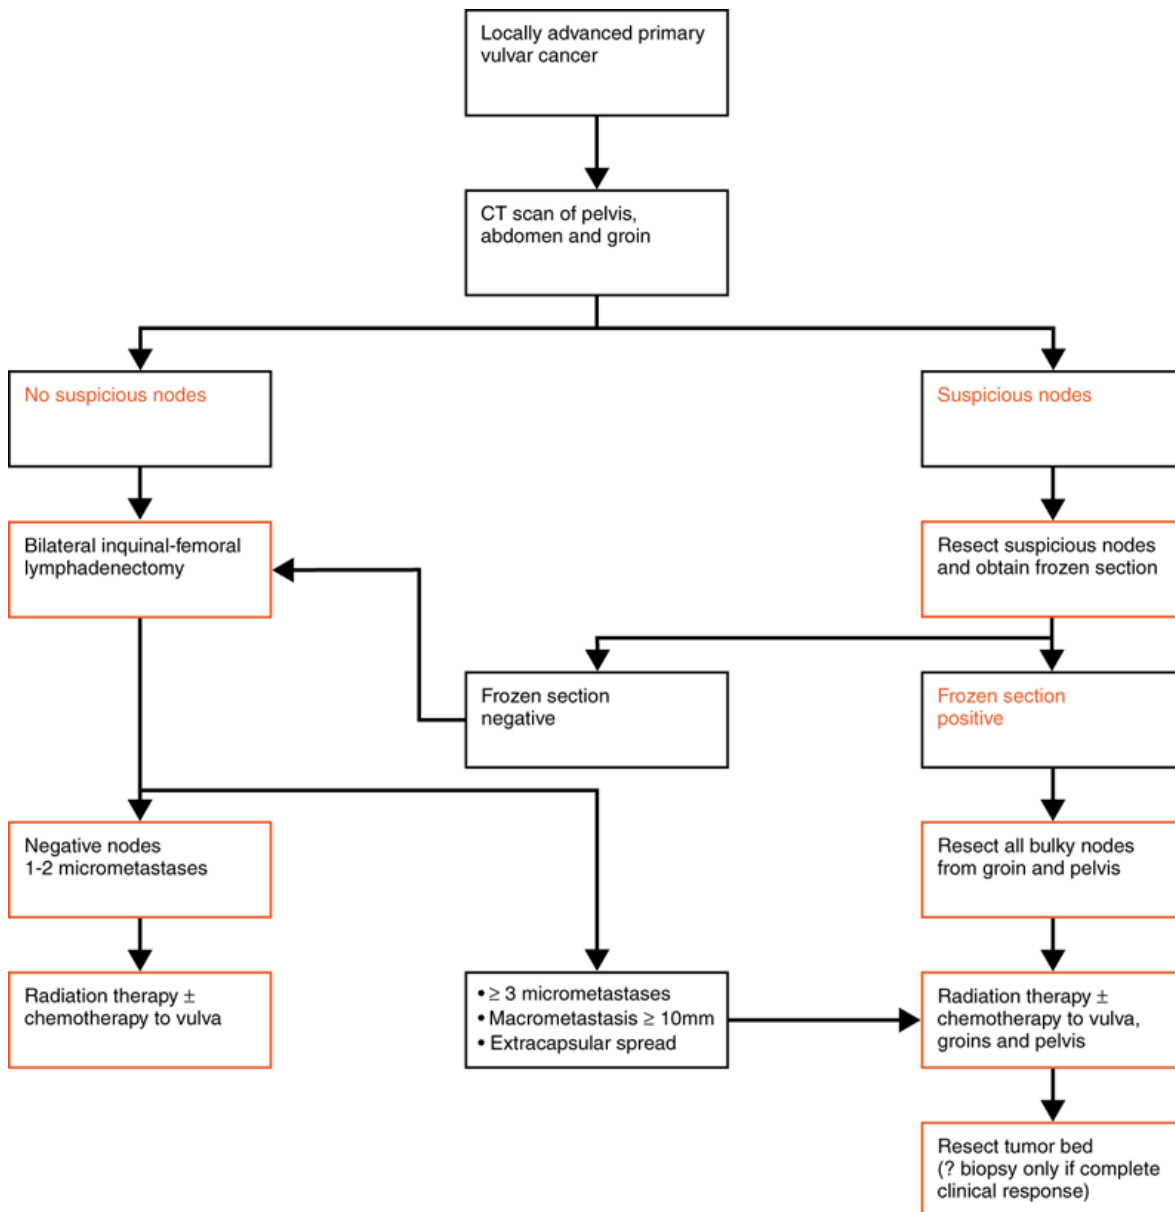 Locally advanced primary
vulvar cancer
CT scan of pelvis,
abdomen and groin
No suspicious nodes
Suspicious nodes
Bilateral inquinal-femoral
lymphadenectomy
Resect suspicious nodes
and obtain frozen section
Frozen section
negative
Frozen section
positive
Negative nodes
1-2 micrometastases
Resect all bulky nodes
from groin and pelvis
Radiation therapy ±
chemotherapy to vulva
• ≥ 3 micrometastases
• Macrometastasis ≥ 10mm
• Extracapsular spread
Radiation therapy ±
chemotherapy to vulva,
groins and pelvis
Resect tumor bed
(? biopsy only if complete
clinical response)